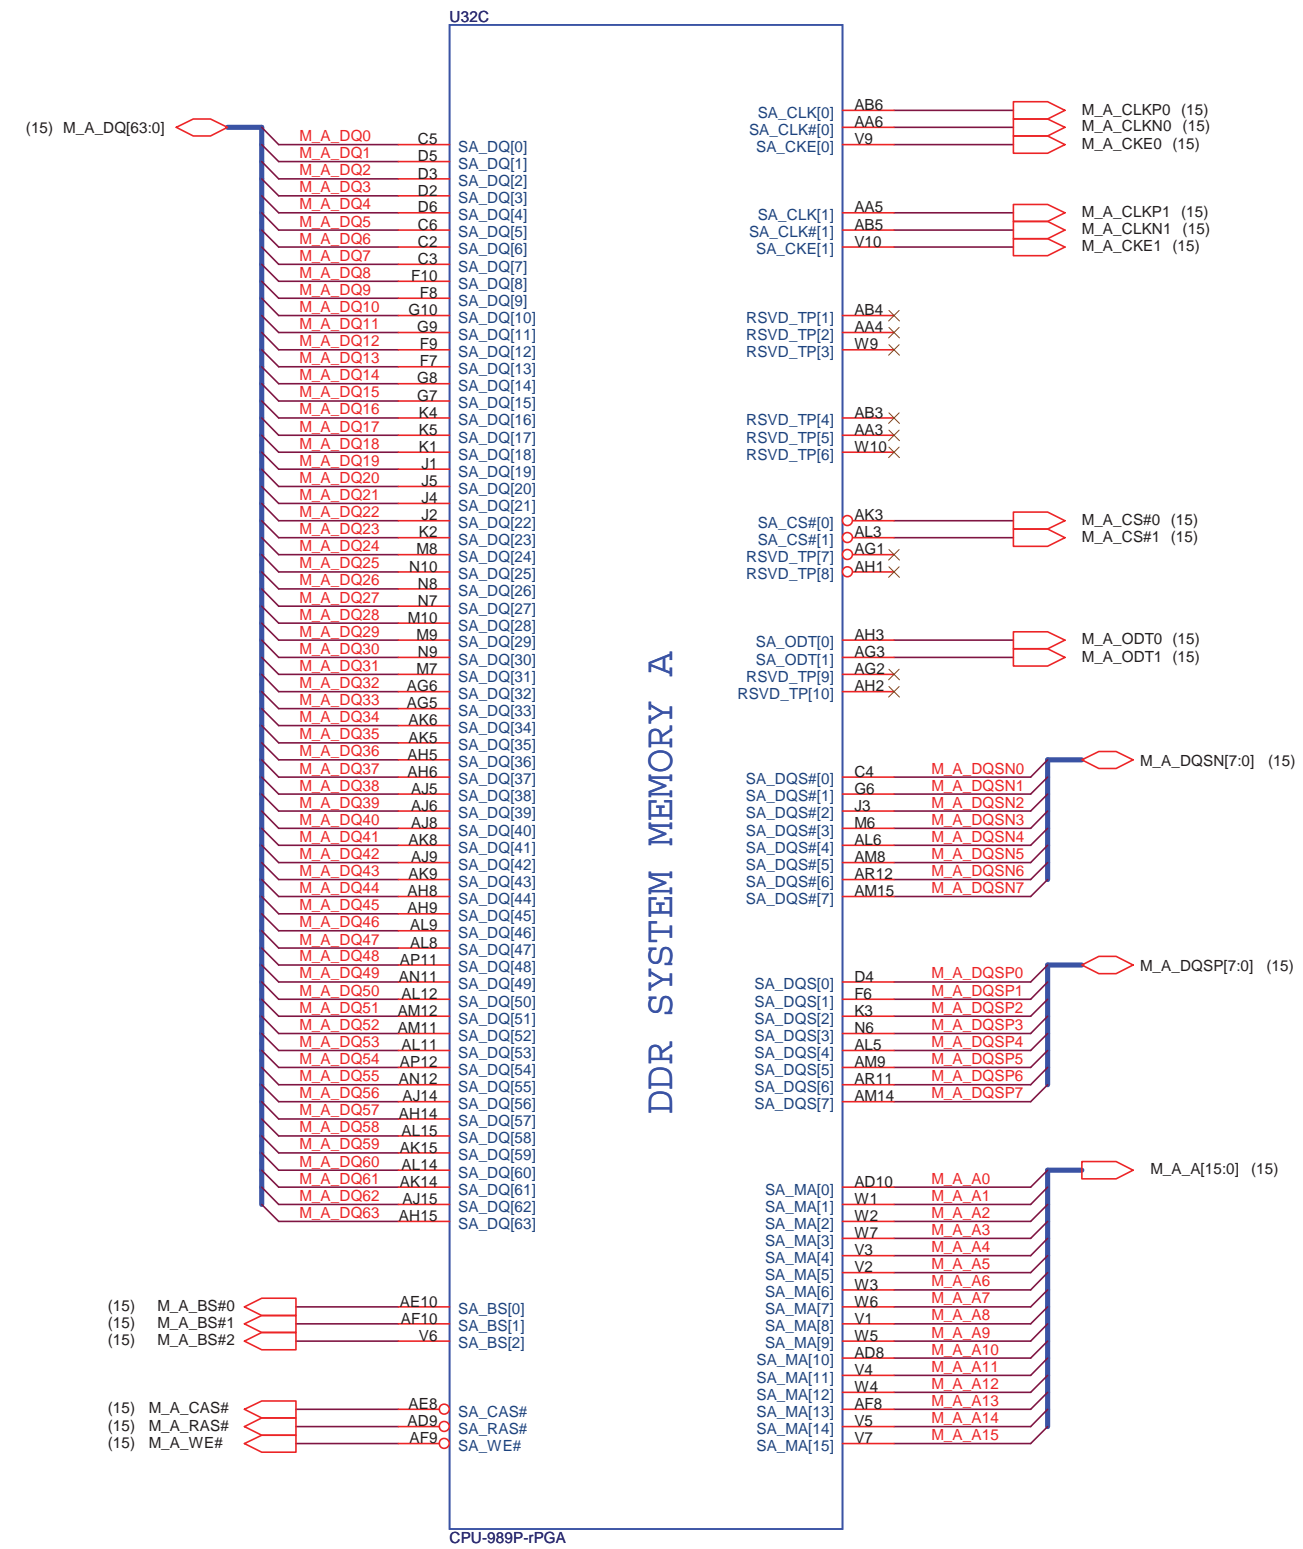 U32C
(15) M_A_DQ[63:0]
M_A_DQ0 C5 SA_DQ[0]
M_A_DQ1 D5 SA_DQ[1]
M_A_DQ2 D3 SA_DQ[2]
M_A_DQ3 D2 SA_DQ[3]
M_A_DQ4 D6 SA_DQ[4]
M_A_DQ5 C6 SA_DQ[5]
M_A_DQ6 C2 SA_DQ[6]
M_A_DQ7 C3 SA_DQ[7]
M_A_DQ8 F10 SA_DQ[8]
M_A_DQ9 F8 SA_DQ[9]
M_A_DQ10 G10 SA_DQ[10]
M_A_DQ11 G9 SA_DQ[11]
M_A_DQ12 F9 SA_DQ[12]
M_A_DQ13 F7 SA_DQ[13]
M_A_DQ14 G8 SA_DQ[14]
M_A_DQ15 G7 SA_DQ[15]
M_A_DQ16 K4 SA_DQ[16]
M_A_DQ17 K5 SA_DQ[17]
M_A_DQ18 K1 SA_DQ[18]
M_A_DQ19 J1 SA_DQ[19]
M_A_DQ20 J5 SA_DQ[20]
M_A_DQ21 J4 SA_DQ[21]
M_A_DQ22 J2 SA_DQ[22]
M_A_DQ23 K2 SA_DQ[23]
M_A_DQ24 M8 SA_DQ[24]
M_A_DQ25 N10 SA_DQ[25]
M_A_DQ26 N8 SA_DQ[26]
M_A_DQ27 N7 SA_DQ[27]
M_A_DQ28 M10 SA_DQ[28]
M_A_DQ29 M9 SA_DQ[29]
M_A_DQ30 N9 SA_DQ[30]
M_A_DQ31 M7 SA_DQ[31]
M_A_DQ32 AG6 SA_DQ[32]
M_A_DQ33 AG5 SA_DQ[33]
M_A_DQ34 AK6 SA_DQ[34]
M_A_DQ35 AK5 SA_DQ[35]
M_A_DQ36 AH5 SA_DQ[36]
M_A_DQ37 AH6 SA_DQ[37]
M_A_DQ38 AJ5 SA_DQ[38]
M_A_DQ39 AJ6 SA_DQ[39]
M_A_DQ40 AJ8 SA_DQ[40]
M_A_DQ41 AK8 SA_DQ[41]
M_A_DQ42 AJ9 SA_DQ[42]
M_A_DQ43 AK9 SA_DQ[43]
M_A_DQ44 AH8 SA_DQ[44]
M_A_DQ45 AH9 SA_DQ[45]
M_A_DQ46 AL9 SA_DQ[46]
M_A_DQ47 AL8 SA_DQ[47]
M_A_DQ48 AP11 SA_DQ[48]
M_A_DQ49 AN11 SA_DQ[49]
M_A_DQ50 AL12 SA_DQ[50]
M_A_DQ51 AM12 SA_DQ[51]
M_A_DQ52 AM11 SA_DQ[52]
M_A_DQ53 AL11 SA_DQ[53]
M_A_DQ54 AP12 SA_DQ[54]
M_A_DQ55 AN12 SA_DQ[55]
M_A_DQ56 AJ14 SA_DQ[56]
M_A_DQ57 AH14 SA_DQ[57]
M_A_DQ58 AL15 SA_DQ[58]
M_A_DQ59 AK15 SA_DQ[59]
M_A_DQ60 AL14 SA_DQ[60]
M_A_DQ61 AK14 SA_DQ[61]
M_A_DQ62 AJ15 SA_DQ[62]
M_A_DQ63 AH15 SA_DQ[63]
(15) M_A_BS#0 AE10 SA_BS[0]
(15) M_A_BS#1 AF10 SA_BS[1]
(15) M_A_BS#2 V6 SA_BS[2]
(15) M_A_CAS# AE8 SA_CAS#
(15) M_A_RAS# AD9 SA_RAS#
(15) M_A_WE# AF9 SA_WE#
DDR SYSTEM MEMORY A
SA_CLK[0] AB6 M_A_CLKP0 (15)
SA_CLK#[0] AA6 M_A_CLKN0 (15)
SA_CKE[0] V9 M_A_CKE0 (15)
SA_CLK[1] AA5 M_A_CLKP1 (15)
SA_CLK#[1] AB5 M_A_CLKN1 (15)
SA_CKE[1] V10 M_A_CKE1 (15)
RSVD_TP[1] AB4
RSVD_TP[2] AA4
RSVD_TP[3] W9
RSVD_TP[4] AB3
RSVD_TP[5] AA3
RSVD_TP[6] W10
SA_CS#[0] AK3 M_A_CS#0 (15)
SA_CS#[1] AL3 M_A_CS#1 (15)
RSVD_TP[7] AG1
RSVD_TP[8] AH1
SA_ODT[0] AH3 M_A_ODT0 (15)
SA_ODT[1] AG3 M_A_ODT1 (15)
RSVD_TP[9] AG2
RSVD_TP[10] AH2
M_A_DQSN[7:0] (15)
SA_DQS#[0] C4 M_A_DQSN0
SA_DQS#[1] G6 M_A_DQSN1
SA_DQS#[2] J3 M_A_DQSN2
SA_DQS#[3] M6 M_A_DQSN3
SA_DQS#[4] AL6 M_A_DQSN4
SA_DQS#[5] AM8 M_A_DQSN5
SA_DQS#[6] AR12 M_A_DQSN6
SA_DQS#[7] AM15 M_A_DQSN7
M_A_DQSP[7:0] (15)
SA_DQS[0] D4 M_A_DQSP0
SA_DQS[1] F6 M_A_DQSP1
SA_DQS[2] K3 M_A_DQSP2
SA_DQS[3] N6 M_A_DQSP3
SA_DQS[4] AL5 M_A_DQSP4
SA_DQS[5] AM9 M_A_DQSP5
SA_DQS[6] AR11 M_A_DQSP6
SA_DQS[7] AM14 M_A_DQSP7
M_A_A[15:0] (15)
SA_MA[0] AD10 M_A_A0
SA_MA[1] W1 M_A_A1
SA_MA[2] W2 M_A_A2
SA_MA[3] W7 M_A_A3
SA_MA[4] V3 M_A_A4
SA_MA[5] V2 M_A_A5
SA_MA[6] W3 M_A_A6
SA_MA[7] W6 M_A_A7
SA_MA[8] V1 M_A_A8
SA_MA[9] W5 M_A_A9
SA_MA[10] AD8 M_A_A10
SA_MA[11] V4 M_A_A11
SA_MA[12] W4 M_A_A12
SA_MA[13] AF8 M_A_A13
SA_MA[14] V5 M_A_A14
SA_MA[15] V7 M_A_A15
CPU-989P-rPGA